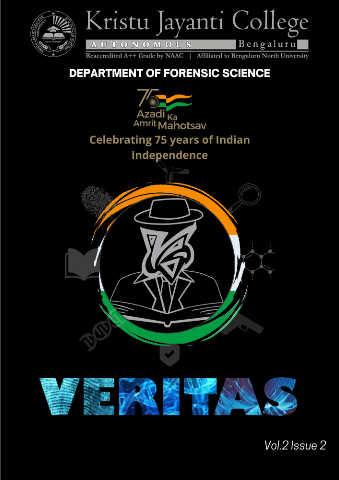 Kristu Jayanti College
AUTONOMOUS Bengaluru
Reaccredited A++ Grade by NAAC | Affiliated to Bengaluru North University
DEPARTMENT OF FORENSIC SCIENCE
75
Azadi Ka
Amrit Mahotsav
Celebrating 75 years of Indian
Independence
VERITAS
Vol.2 Issue 2